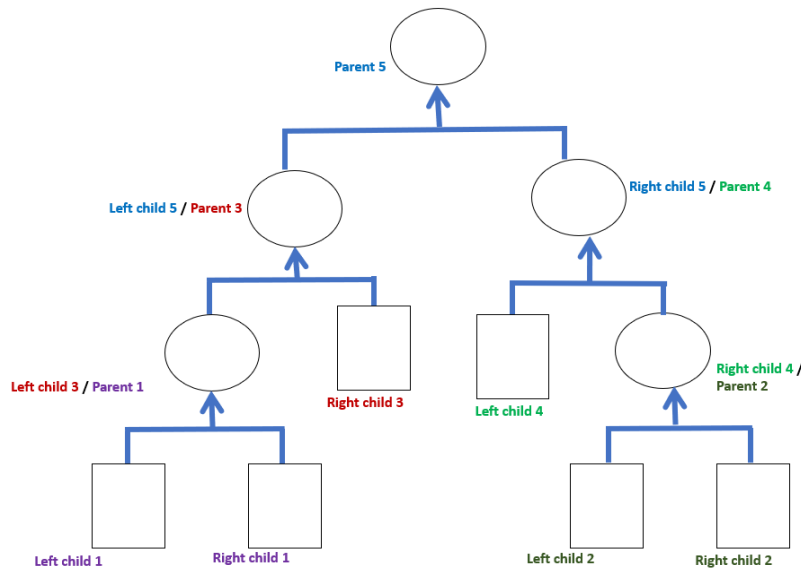 Parent 5
Left child 5 / Parent 3
Right child 5 / Parent 4
Left child 3 / Parent 1
Right child 3
Left child 4
Right child 4 /
Parent 2
Left child 1
Right child 1
Left child 2
Right child 2